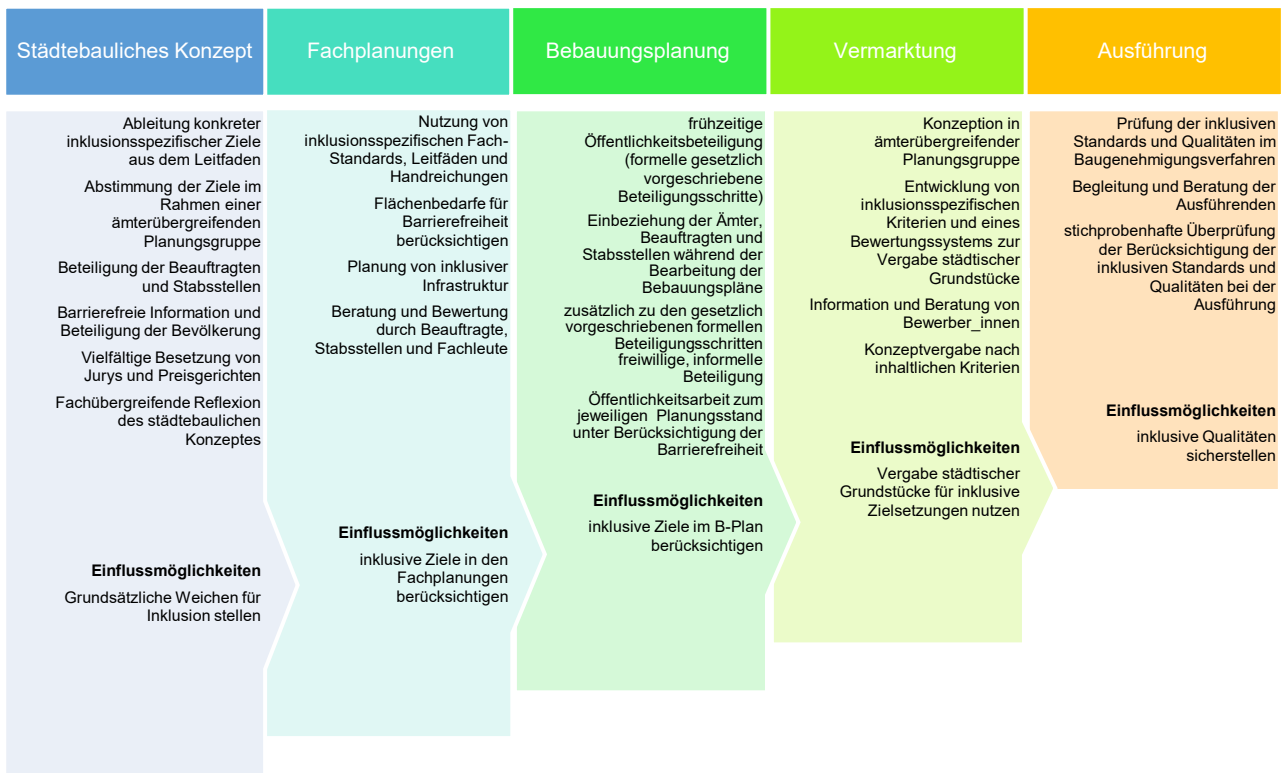 Städtebauliches Konzept
Ableitung konkreter
inklusionsspezifischer Ziele
aus dem Leitfaden
Abstimmung der Ziele im
Rahmen einer
ämterübergreifenden
Planungsgruppe
Beteiligung der Beauftragten
und Stabsstellen
Barrierefreie Information und
Beteiligung der Bevölkerung
Vielfältige Besetzung von
Jurys und Preisgerichten
Fachübergreifende Reflexion
des städtebaulichen
Konzeptes
Einflussmöglichkeiten
Grundsätzliche Weichen für
Inklusion stellen
Fachplanungen
Nutzung von
inklusionsspezifischen Fach-
Standards, Leitfäden und
Handreichungen
Flächenbedarfe für
Barrierefreiheit
berücksichtigen
Planung von inklusiver
Infrastruktur
Beratung und Bewertung
durch Beauftragte,
Stabsstellen und Fachleute
Einflussmöglichkeiten
inklusive Ziele in den
Fachplanungen
berücksichtigen
Bebauungsplanung
frühzeitige
Öffentlichkeitsbeteiligung
(formelle gesetzlich
vorgeschriebene
Beteiligungsschritte)
Einbeziehung der Ämter,
Beauftragten und
Stabsstellen während der
Bearbeitung der
Bebauungspläne
zusätzlich zu den gesetzlich
vorgeschriebenen formellen
Beteiligungsschritten
freiwillige, informelle
Beteiligung
Öffentlichkeitsarbeit zum
jeweiligen Planungsstand
unter Berücksichtigung der
Barrierefreiheit
Einflussmöglichkeiten
inklusive Ziele im B-Plan
berücksichtigen
Vermarktung
Konzeption in
ämterübergreifender
Planungsgruppe
Entwicklung von
inklusionsspezifischen
Kriterien und eines
Bewertungssystems zur
Vergabe städtischer
Grundstücke
Information und Beratung von
Bewerber_innen
Konzeptvergabe nach
inhaltlichen Kriterien
Einflussmöglichkeiten
Vergabe städtischer
Grundstücke für inklusive
Zielsetzungen nutzen
Ausführung
Prüfung der inklusiven
Standards und Qualitäten im
Baugenehmigungsverfahren
Begleitung und Beratung der
Ausführenden
stichprobenhafte Überprüfung
der Berücksichtigung der
inklusiven Standards und
Qualitäten bei der
Ausführung
Einflussmöglichkeiten
inklusive Qualitäten
sicherstellen